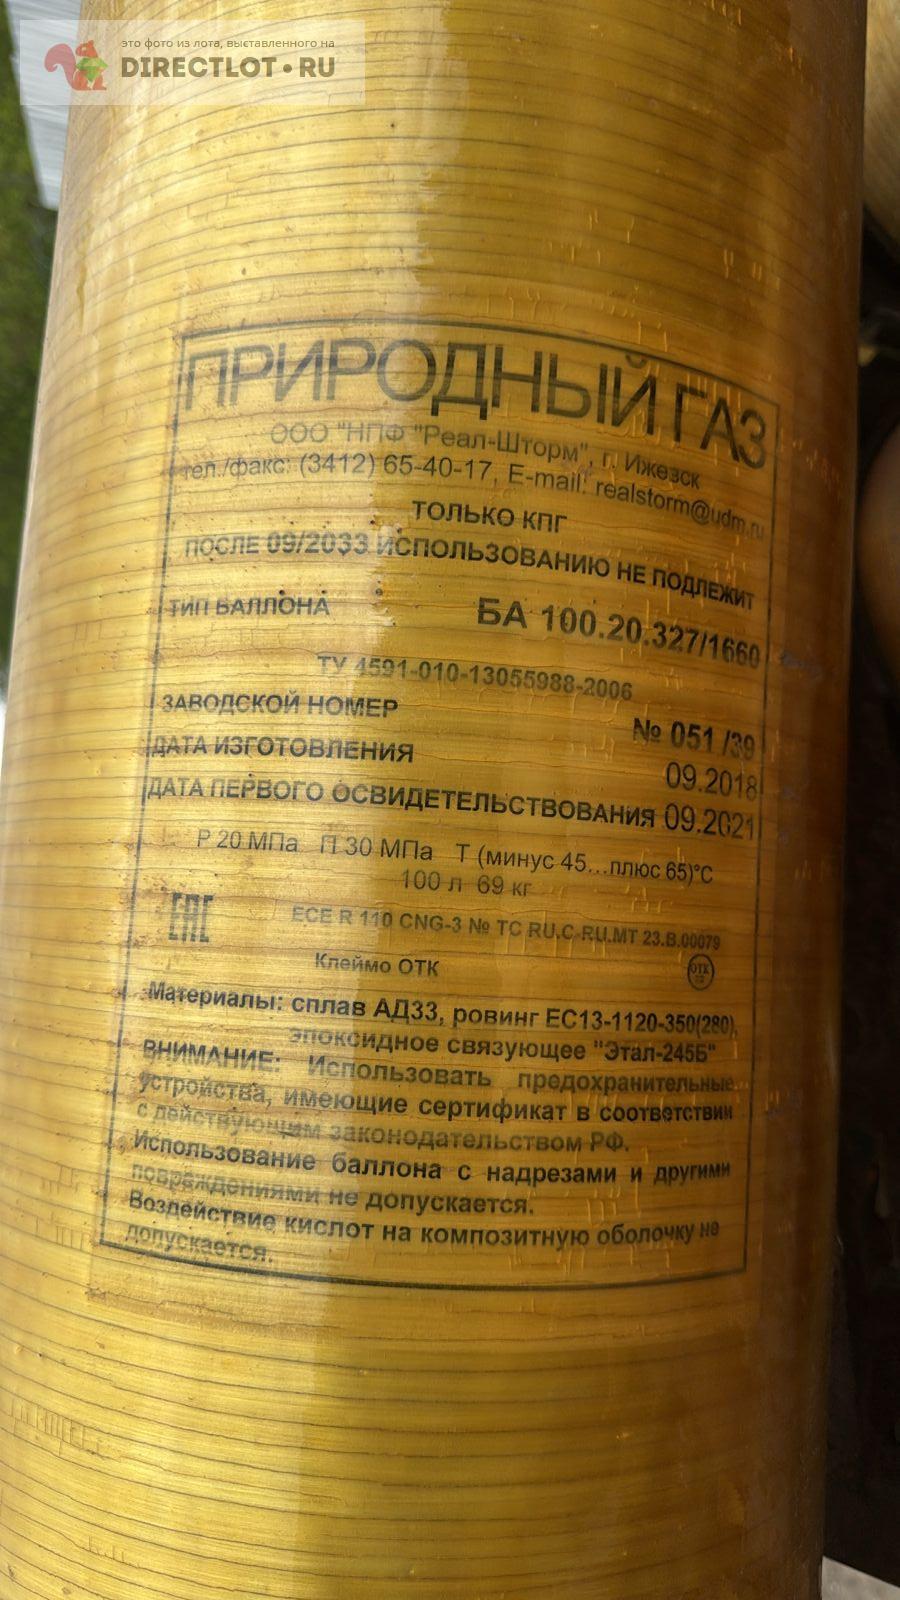 это фото из лота, выставленного на
DIRECTLOT•RU
ПРИРОДНЫЙ ГАЗ
ООО "НПФ "Реал-Шторм", г. Ижевск
тел./факс: (3412) 65-40-17, E-mail: realstorm@udm.ru
ТОЛЬКО КПГ
ПОСЛЕ 09/2033 ИСПОЛЬЗОВАНИЮ НЕ ПОДЛЕЖИТ
ТИП БАЛЛОНА БА 100.20.327/1660
ТУ 4591-010-13055988-2006
ЗАВОДСКОЙ НОМЕР № 051 /39
ДАТА ИЗГОТОВЛЕНИЯ 09.2018
ДАТА ПЕРВОГО ОСВИДЕТЕЛЬСТВОВАНИЯ 09.2021
Р 20 МПа П 30 МПа Т (минус 45...плюс 65)°С
100 л 69 кг
ЕАС ECE R 110 CNG-3 № ТС RU.C-RU.МТ 23.В.00079
Клеймо ОТК ОТК
Материалы: сплав АД33, ровинг ЕС13-1120-350(280),
эпоксидное связующее "Этал-245Б"
ВНИМАНИЕ: Использовать предохранительные
устройства, имеющие сертификат в соответствии
с действующим законодательством РФ.
Использование баллона с надрезами и другими
повреждениями не допускается.
Воздействие кислот на композитную оболочку не
допускается.